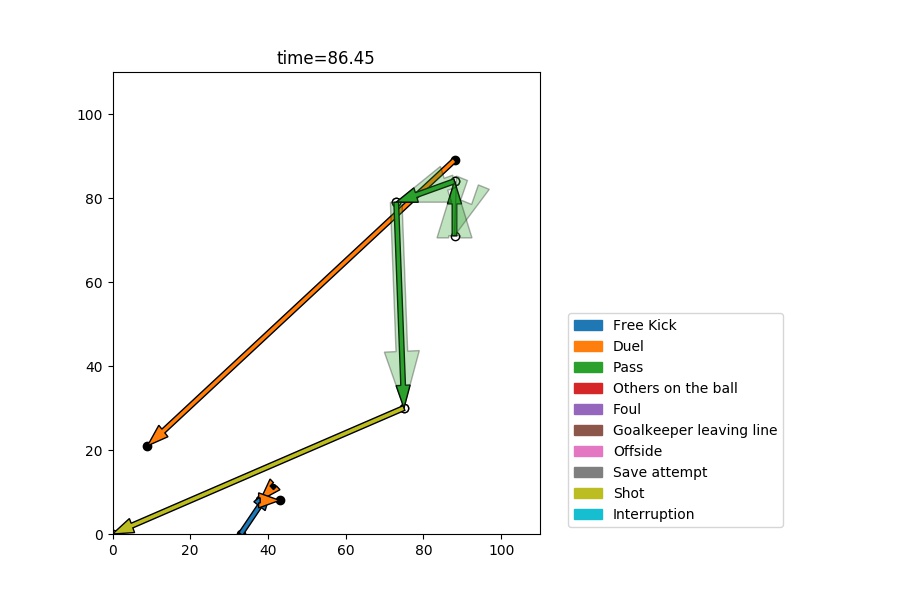 time=86.45
100
80
60
40
20
0
0 20 40 60 80 100
Free Kick
Duel
Pass
Others on the ball
Foul
Goalkeeper leaving line
Offside
Save attempt
Shot
Interruption